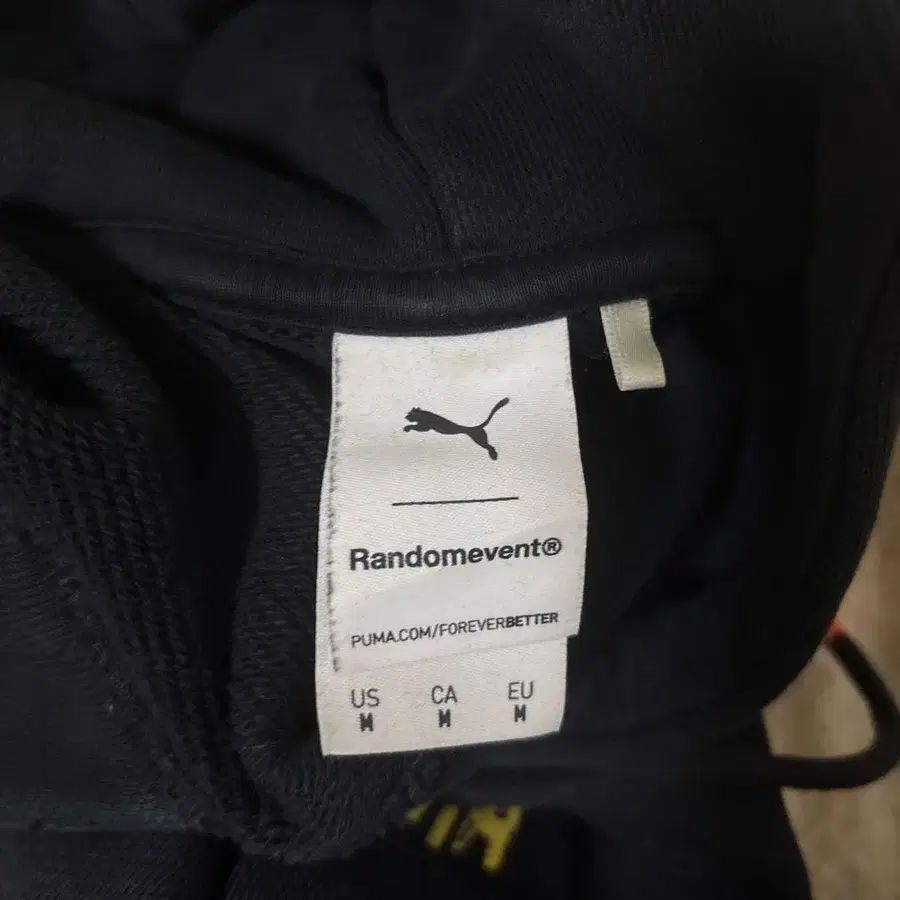 Randomevent®
PUMA.COM/FOREVERBETTER
US CA EU
M M M